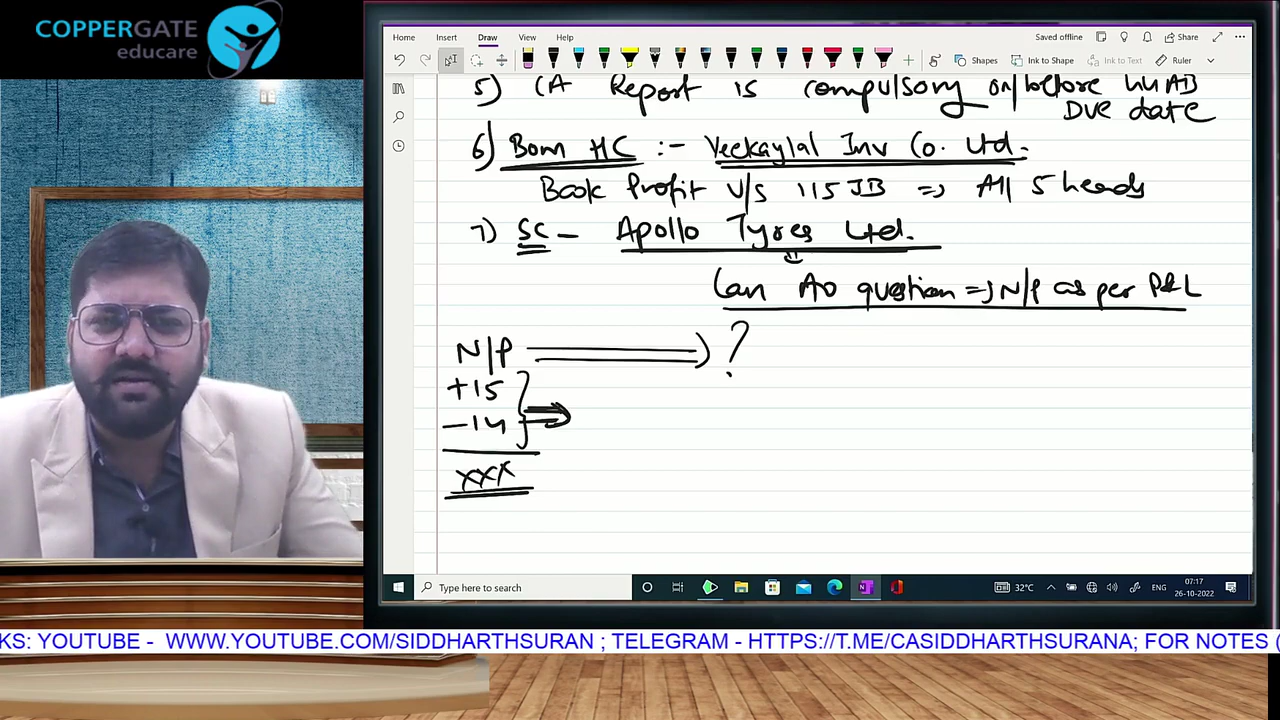 COPPERGATE
educare
Home Insert Draw View Help
Saved offline
Share
Shapes
Ink to Shape
Ink to Text
Ruler
5) CA Report is compulsory on/before 44AB
Due date
6) Bom HC :- Veekaylal Inv Co. Ltd.
Book Profit u/s 115JB => All 5 heads
7) SC - Apollo Tyres Ltd.
Can AO question => N/P as per P&L
N/P ?
+15
-14
XXX
Type here to search
32°C
ENG
07:17
26-10-2022
KS: YOUTUBE - WWW.YOUTUBE.COM/SIDDHARTHSURAN ; TELEGRAM - HTTPS://T.ME/CASIDDHARTHSURANA; FOR NOTES (